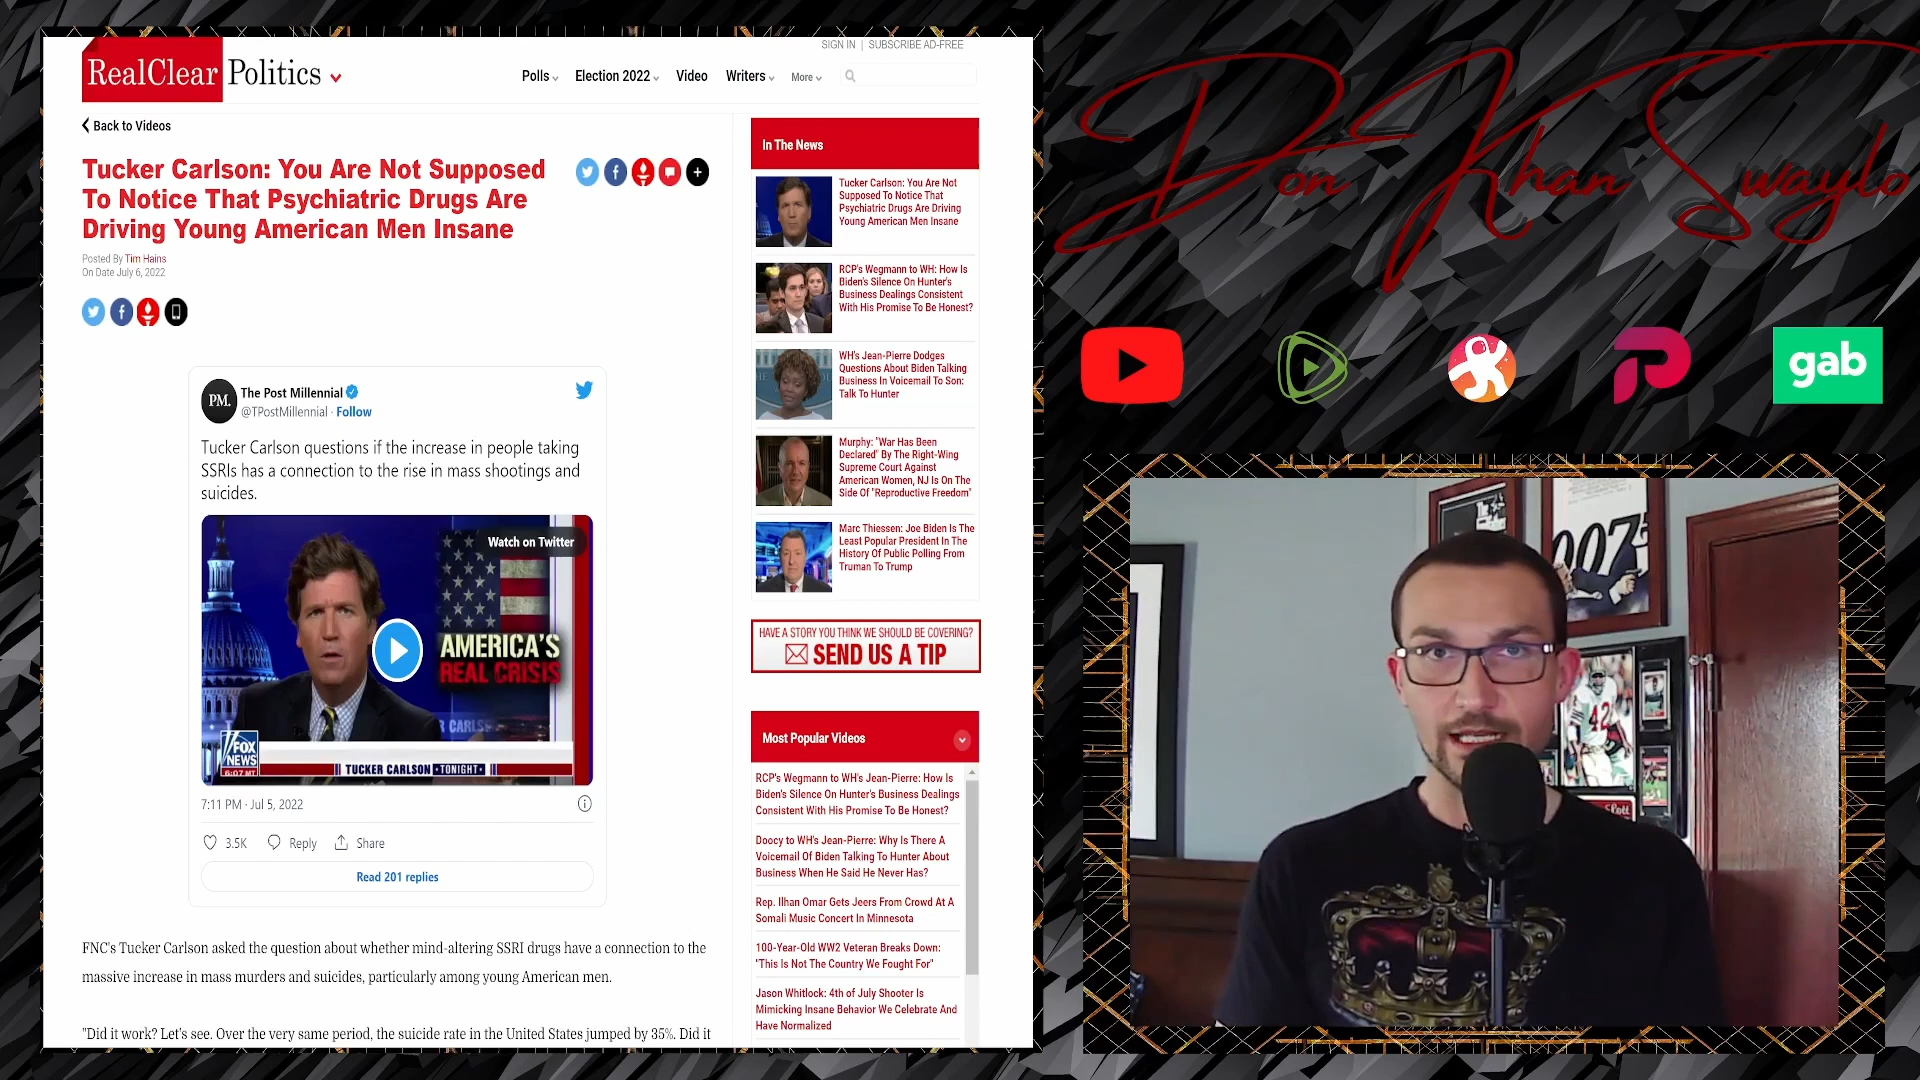 SIGN IN | SUBSCRIBE AD-FREE
RealClear Politics
Polls Election 2022 Video Writers More
Back to Videos
Tucker Carlson: You Are Not Supposed
To Notice That Psychiatric Drugs Are
Driving Young American Men Insane
Posted By Tim Hains
On Date July 6, 2022
PM.
The Post Millennial
@TPostMillennial · Follow
Tucker Carlson questions if the increase in people taking
SSRIs has a connection to the rise in mass shootings and
suicides.
Watch on Twitter
AMERICA'S
REAL CRISIS
R CARLS
FOX
NEWS
6:07 MT
TUCKER CARLSON • TONIGHT •
7:11 PM · Jul 5, 2022
3.5K Reply Share
Read 201 replies
FNC's Tucker Carlson asked the question about whether mind-altering SSRI drugs have a connection to the
massive increase in mass murders and suicides, particularly among young American men.
"Did it work? Let's see. Over the very same period, the suicide rate in the United States jumped by 35%. Did it
In The News
Tucker Carlson: You Are Not
Supposed To Notice That
Psychiatric Drugs Are Driving
Young American Men Insane
RCP's Wegmann to WH: How Is
Biden's Silence On Hunter's
Business Dealings Consistent
With His Promise To Be Honest?
WH's Jean-Pierre Dodges
Questions About Biden Talking
Business In Voicemail To Son:
Talk To Hunter
Murphy: "War Has Been
Declared" By The Right-Wing
Supreme Court Against
American Women, NJ Is On The
Side Of "Reproductive Freedom"
Marc Thiessen: Joe Biden Is The
Least Popular President In The
History Of Public Polling From
Truman To Trump
HAVE A STORY YOU THINK WE SHOULD BE COVERING?
SEND US A TIP
Most Popular Videos
RCP's Wegmann to WH's Jean-Pierre: How Is
Biden's Silence On Hunter's Business Dealings
Consistent With His Promise To Be Honest?
Doocy to WH's Jean-Pierre: Why Is There A
Voicemail Of Biden Talking To Hunter About
Business When He Said He Never Has?
Rep. Ilhan Omar Gets Jeers From Crowd At A
Somali Music Concert In Minnesota
100-Year-Old WW2 Veteran Breaks Down:
"This Is Not The Country We Fought For"
Jason Whitlock: 4th of July Shooter Is
Mimicking Insane Behavior We Celebrate And
Have Normalized
Don Khan Swaylo
gab
007
42